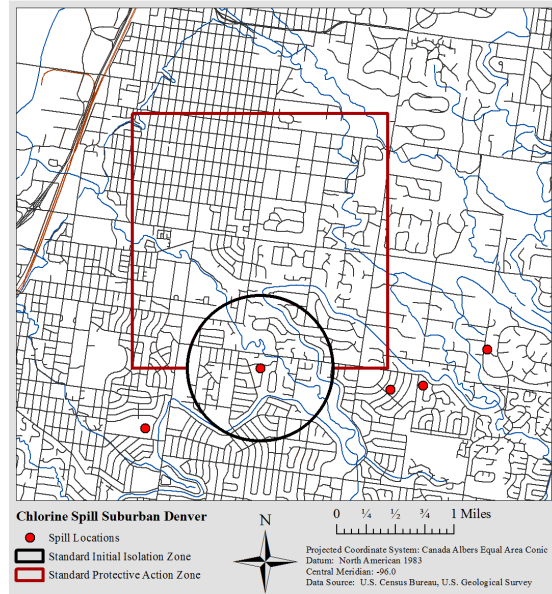 Chlorine Spill Suburban Denver
Spill Locations
Standard Initial Isolation Zone
Standard Protective Action Zone
N
0 ¼ ½ ¾ 1 Miles
Projected Coordinate System: Canada Albers Equal Area Conic
Datum: North American 1983
Central Meridian: -96.0
Data Source: U.S. Census Bureau, U.S. Geological Survey